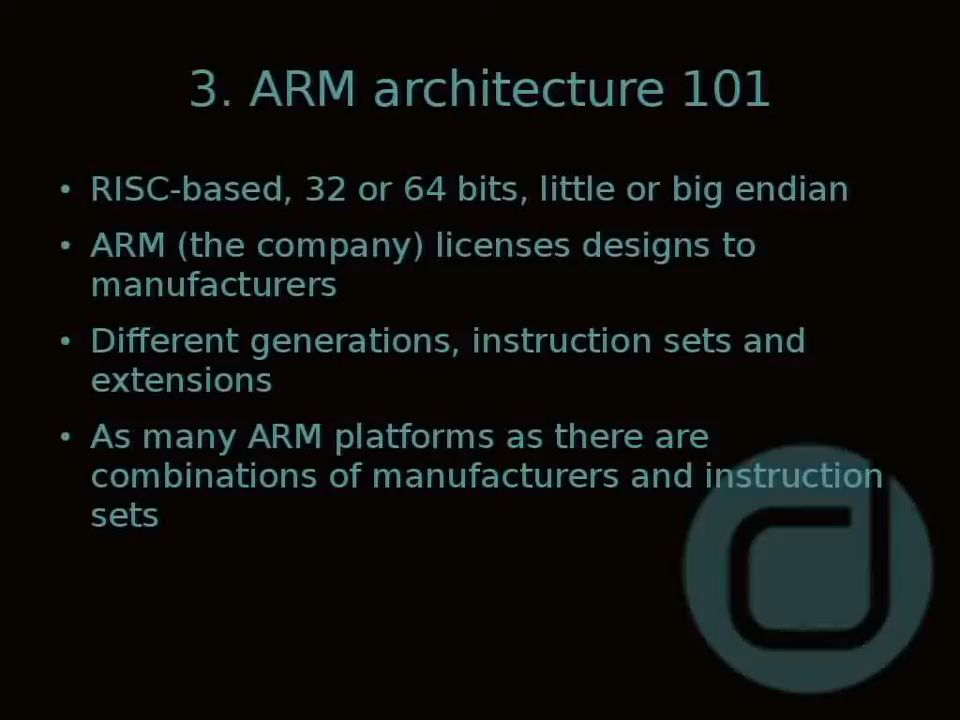 3. ARM architecture 101
• RISC-based, 32 or 64 bits, little or big endian
• ARM (the company) licenses designs to
manufacturers
• Different generations, instruction sets and
extensions
• As many ARM platforms as there are
combinations of manufacturers and instruction
sets